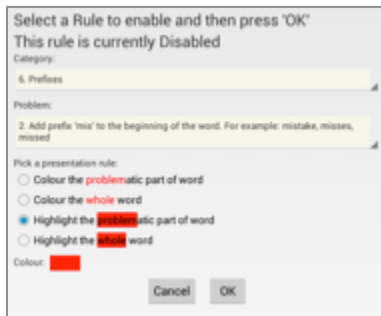 Select a Rule to enable and then press 'OK'
This rule is currently Disabled
Category:
6. Prefixes
Problem:
2. Add prefix 'mis' to the beginning of the word. For example: mistake, misses,
missed
Pick a presentation rule:
Colour the problematic part of word
Colour the whole word
Highlight the problematic part of word
Highlight the whole word
Colour:
Cancel OK